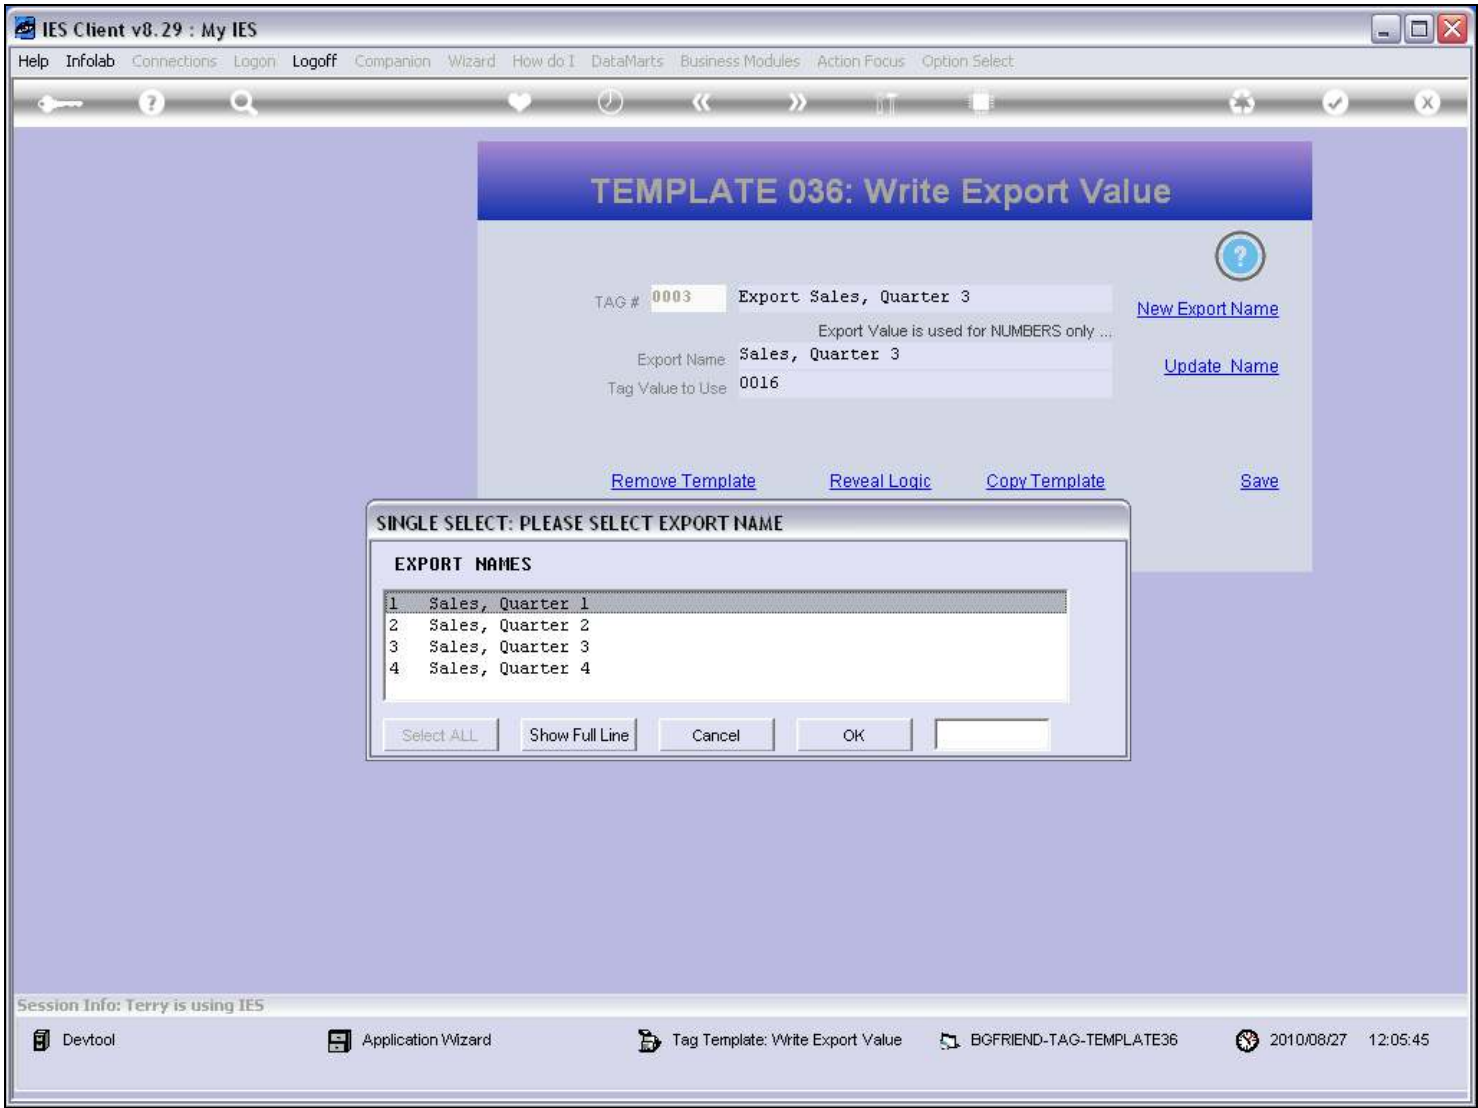 IES Client v8.29 : My IES
Help Infolab Connections Logon Logoff Companion Wizard How do I DataMarts Business Modules Action Focus Option Select
TEMPLATE 036: Write Export Value
TAG # 0003 Export Sales, Quarter 3
New Export Name
Export Value is used for NUMBERS only ...
Export Name Sales, Quarter 3
Update Name
Tag Value to Use 0016
Remove Template Reveal Logic Copy Template Save
SINGLE SELECT: PLEASE SELECT EXPORT NAME
EXPORT NAMES
1 Sales, Quarter 1
2 Sales, Quarter 2
3 Sales, Quarter 3
4 Sales, Quarter 4
Select ALL Show Full Line Cancel OK
Session Info: Terry is using IES
Devtool Application Wizard Tag Template: Write Export Value BGFRIEND-TAG-TEMPLATE36 2010/08/27 12:05:45